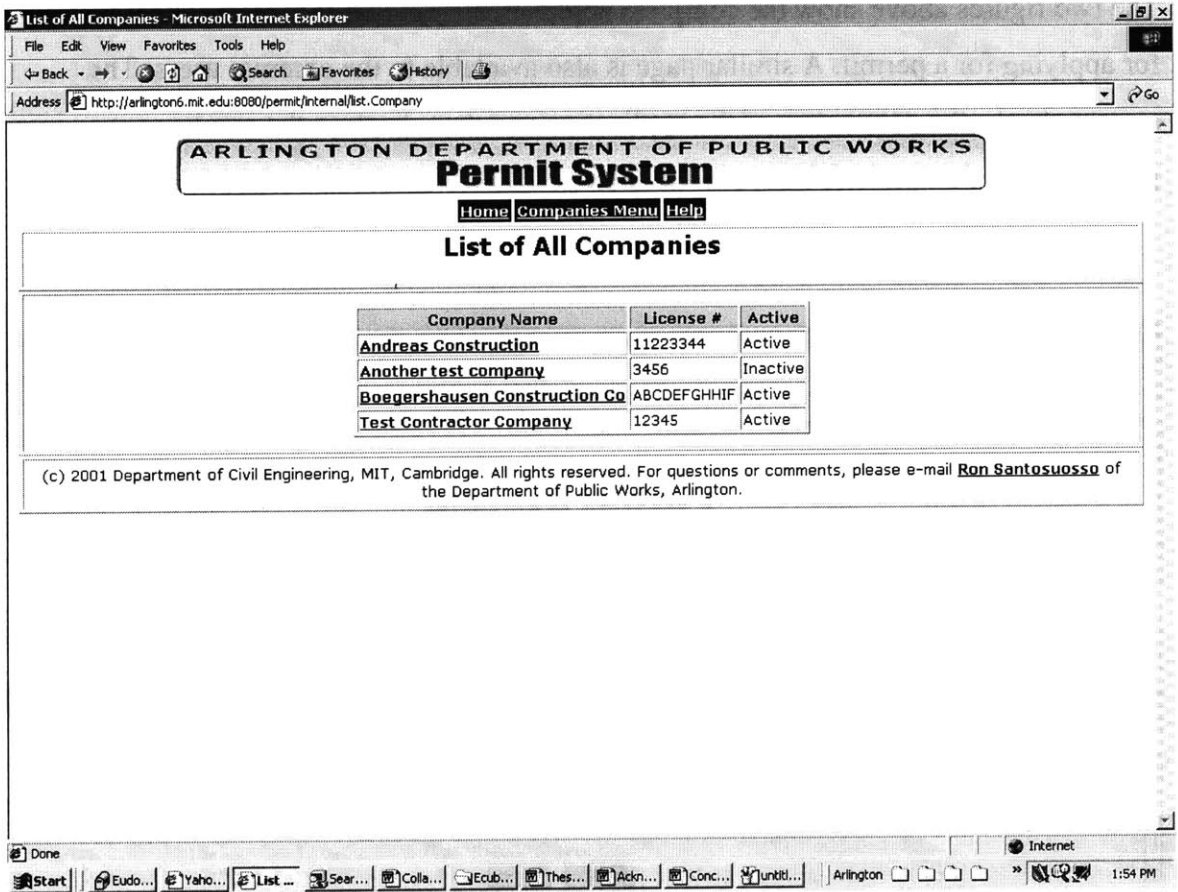 List of All Companies - Microsoft Internet Explorer
File Edit View Favorites Tools Help
Back Search Favorites History
Address http://arlington6.mit.edu:8080/permit/internal/list.Company Go
ARLINGTON DEPARTMENT OF PUBLIC WORKS
Permit System
Home Companies Menu Help
List of All Companies
Company Name License # Active
Andreas Construction 11223344 Active
Another test company 3456 Inactive
Boegershausen Construction Co ABCDEFGHHIF Active
Test Contractor Company 12345 Active
(c) 2001 Department of Civil Engineering, MIT, Cambridge. All rights reserved. For questions or comments, please e-mail Ron Santosuosso of
the Department of Public Works, Arlington.
Done Internet
Start Eudo... Yaho... List ... Sear... Colla... Ecub... Thes... Ackn... Conc... untitl... Arlington » 1:54 PM